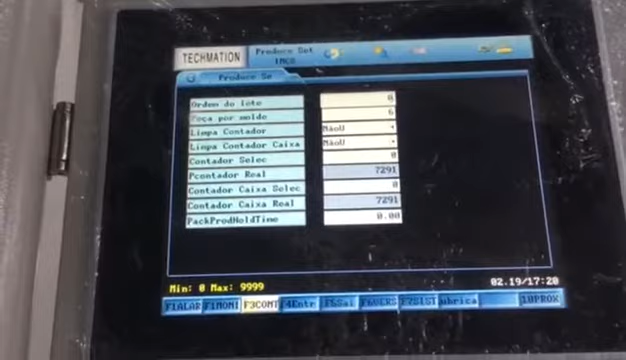 TECHMATION Produce Set
Produce Se
Ordem do lote 0
Peça por molde 6
Limpa Contador NãoU
Limpa Contador Caixa NãoU
Contador Selec 0
Pcontador Real 7291
Contador Caixa Selec 0
Contador Caixa Real 7291
PackProdHoldTime 0.00
Min: 0 Max: 9999 02.19/17:20
F1ALAR F2MONI F3CONT F4Entr F5Sai F6VERS F7SIST ubrica 10PROX